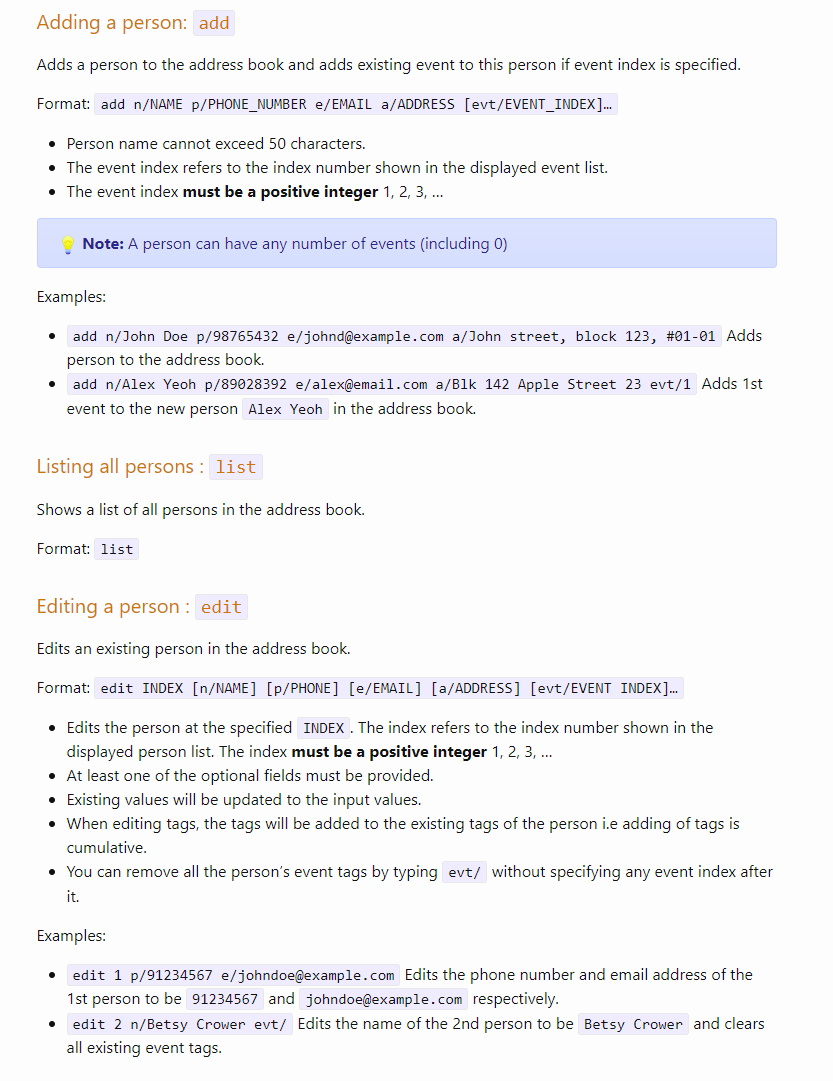 Adding a person: add
Adds a person to the address book and adds existing event to this person if event index is specified.
Format: add n/NAME p/PHONE_NUMBER e/EMAIL a/ADDRESS [evt/EVENT_INDEX]…
• Person name cannot exceed 50 characters.
• The event index refers to the index number shown in the displayed event list.
• The event index must be a positive integer 1, 2, 3, …
💡 Note: A person can have any number of events (including 0)
Examples:
• add n/John Doe p/98765432 e/johnd@example.com a/John street, block 123, #01-01 Adds
person to the address book.
• add n/Alex Yeoh p/89028392 e/alex@email.com a/Blk 142 Apple Street 23 evt/1 Adds 1st
event to the new person Alex Yeoh in the address book.
Listing all persons : list
Shows a list of all persons in the address book.
Format: list
Editing a person : edit
Edits an existing person in the address book.
Format: edit INDEX [n/NAME] [p/PHONE] [e/EMAIL] [a/ADDRESS] [evt/EVENT INDEX]…
• Edits the person at the specified INDEX. The index refers to the index number shown in the
displayed person list. The index must be a positive integer 1, 2, 3, …
• At least one of the optional fields must be provided.
• Existing values will be updated to the input values.
• When editing tags, the tags will be added to the existing tags of the person i.e adding of tags is
cumulative.
• You can remove all the person’s event tags by typing evt/ without specifying any event index after
it.
Examples:
• edit 1 p/91234567 e/johndoe@example.com Edits the phone number and email address of the
1st person to be 91234567 and johndoe@example.com respectively.
• edit 2 n/Betsy Crower evt/ Edits the name of the 2nd person to be Betsy Crower and clears
all existing event tags.